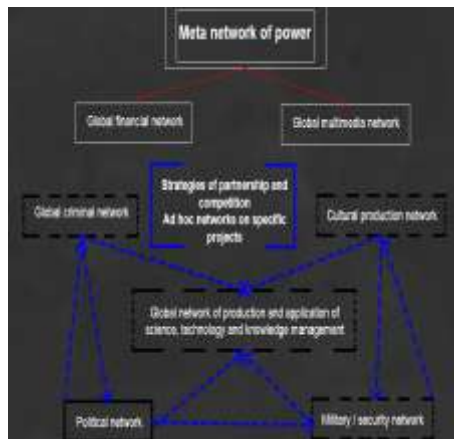 Meta network of power
Global financial network
Global multimedia network
Strategies of partnership and
competition
Ad hoc networks on specific
projects
Global criminal network
Cultural production network
Global network of production and application of
science, technology and knowledge management
Political network
Military / security network